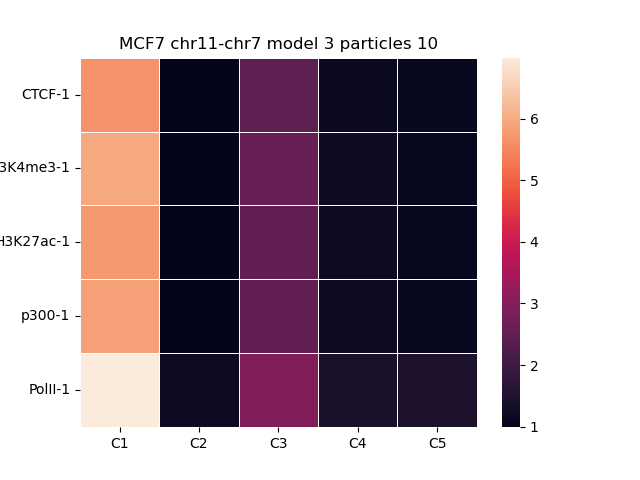 MCF7 chr11-chr7 model 3 particles 10
CTCF-1
3K4me3-1
H3K27ac-1
p300-1
PolII-1
C1 C2 C3 C4 C5
6
5
4
3
2
1